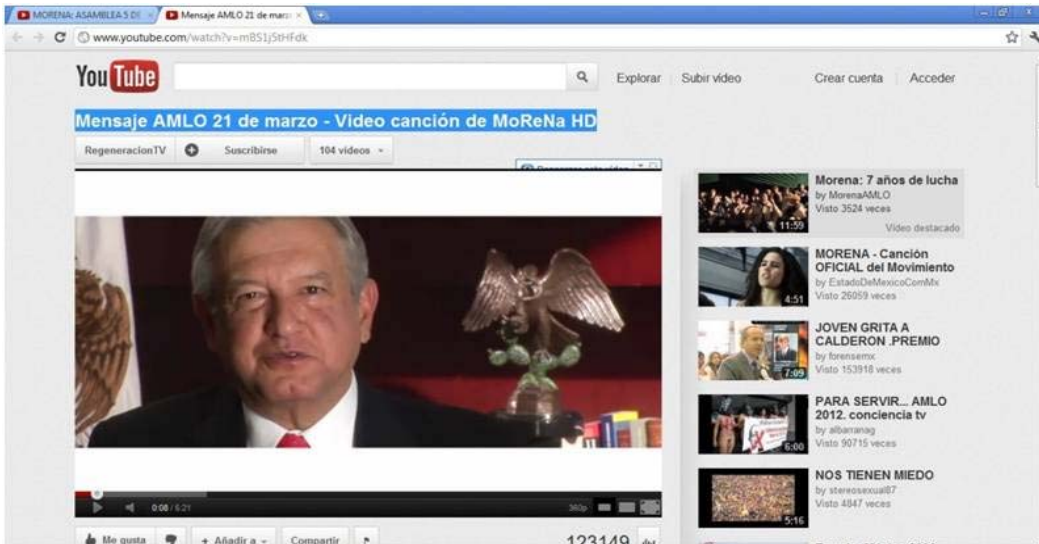 MORENA: ASAMBLEA 5 DE
Mensaje AMLO 21 de marz
www.youtube.com/watch?v=mBS1j5tHFdk
YouTube
Explorar
Subir vídeo
Crear cuenta
Acceder
Mensaje AMLO 21 de marzo - Video canción de MoReNa HD
RegeneracionTV
Suscribirse
104 vídeos
0:08 / 6:21
360p
Me gusta
+ Añadir a
Compartir
123149
11:59
Morena: 7 años de lucha
by MorenaAMLO
Visto 3524 veces
Vídeo destacado
4:51
MORENA - Canción
OFICIAL del Movimiento
by EstadoDeMexicoComMx
Visto 26059 veces
7:09
JOVEN GRITA A
CALDERON .PREMIO
by forensemx
Visto 153918 veces
6:00
PARA SERVIR... AMLO
2012. conciencia tv
by albarranag
Visto 90715 veces
5:16
NOS TIENEN MIEDO
by stereosexual87
Visto 4847 veces